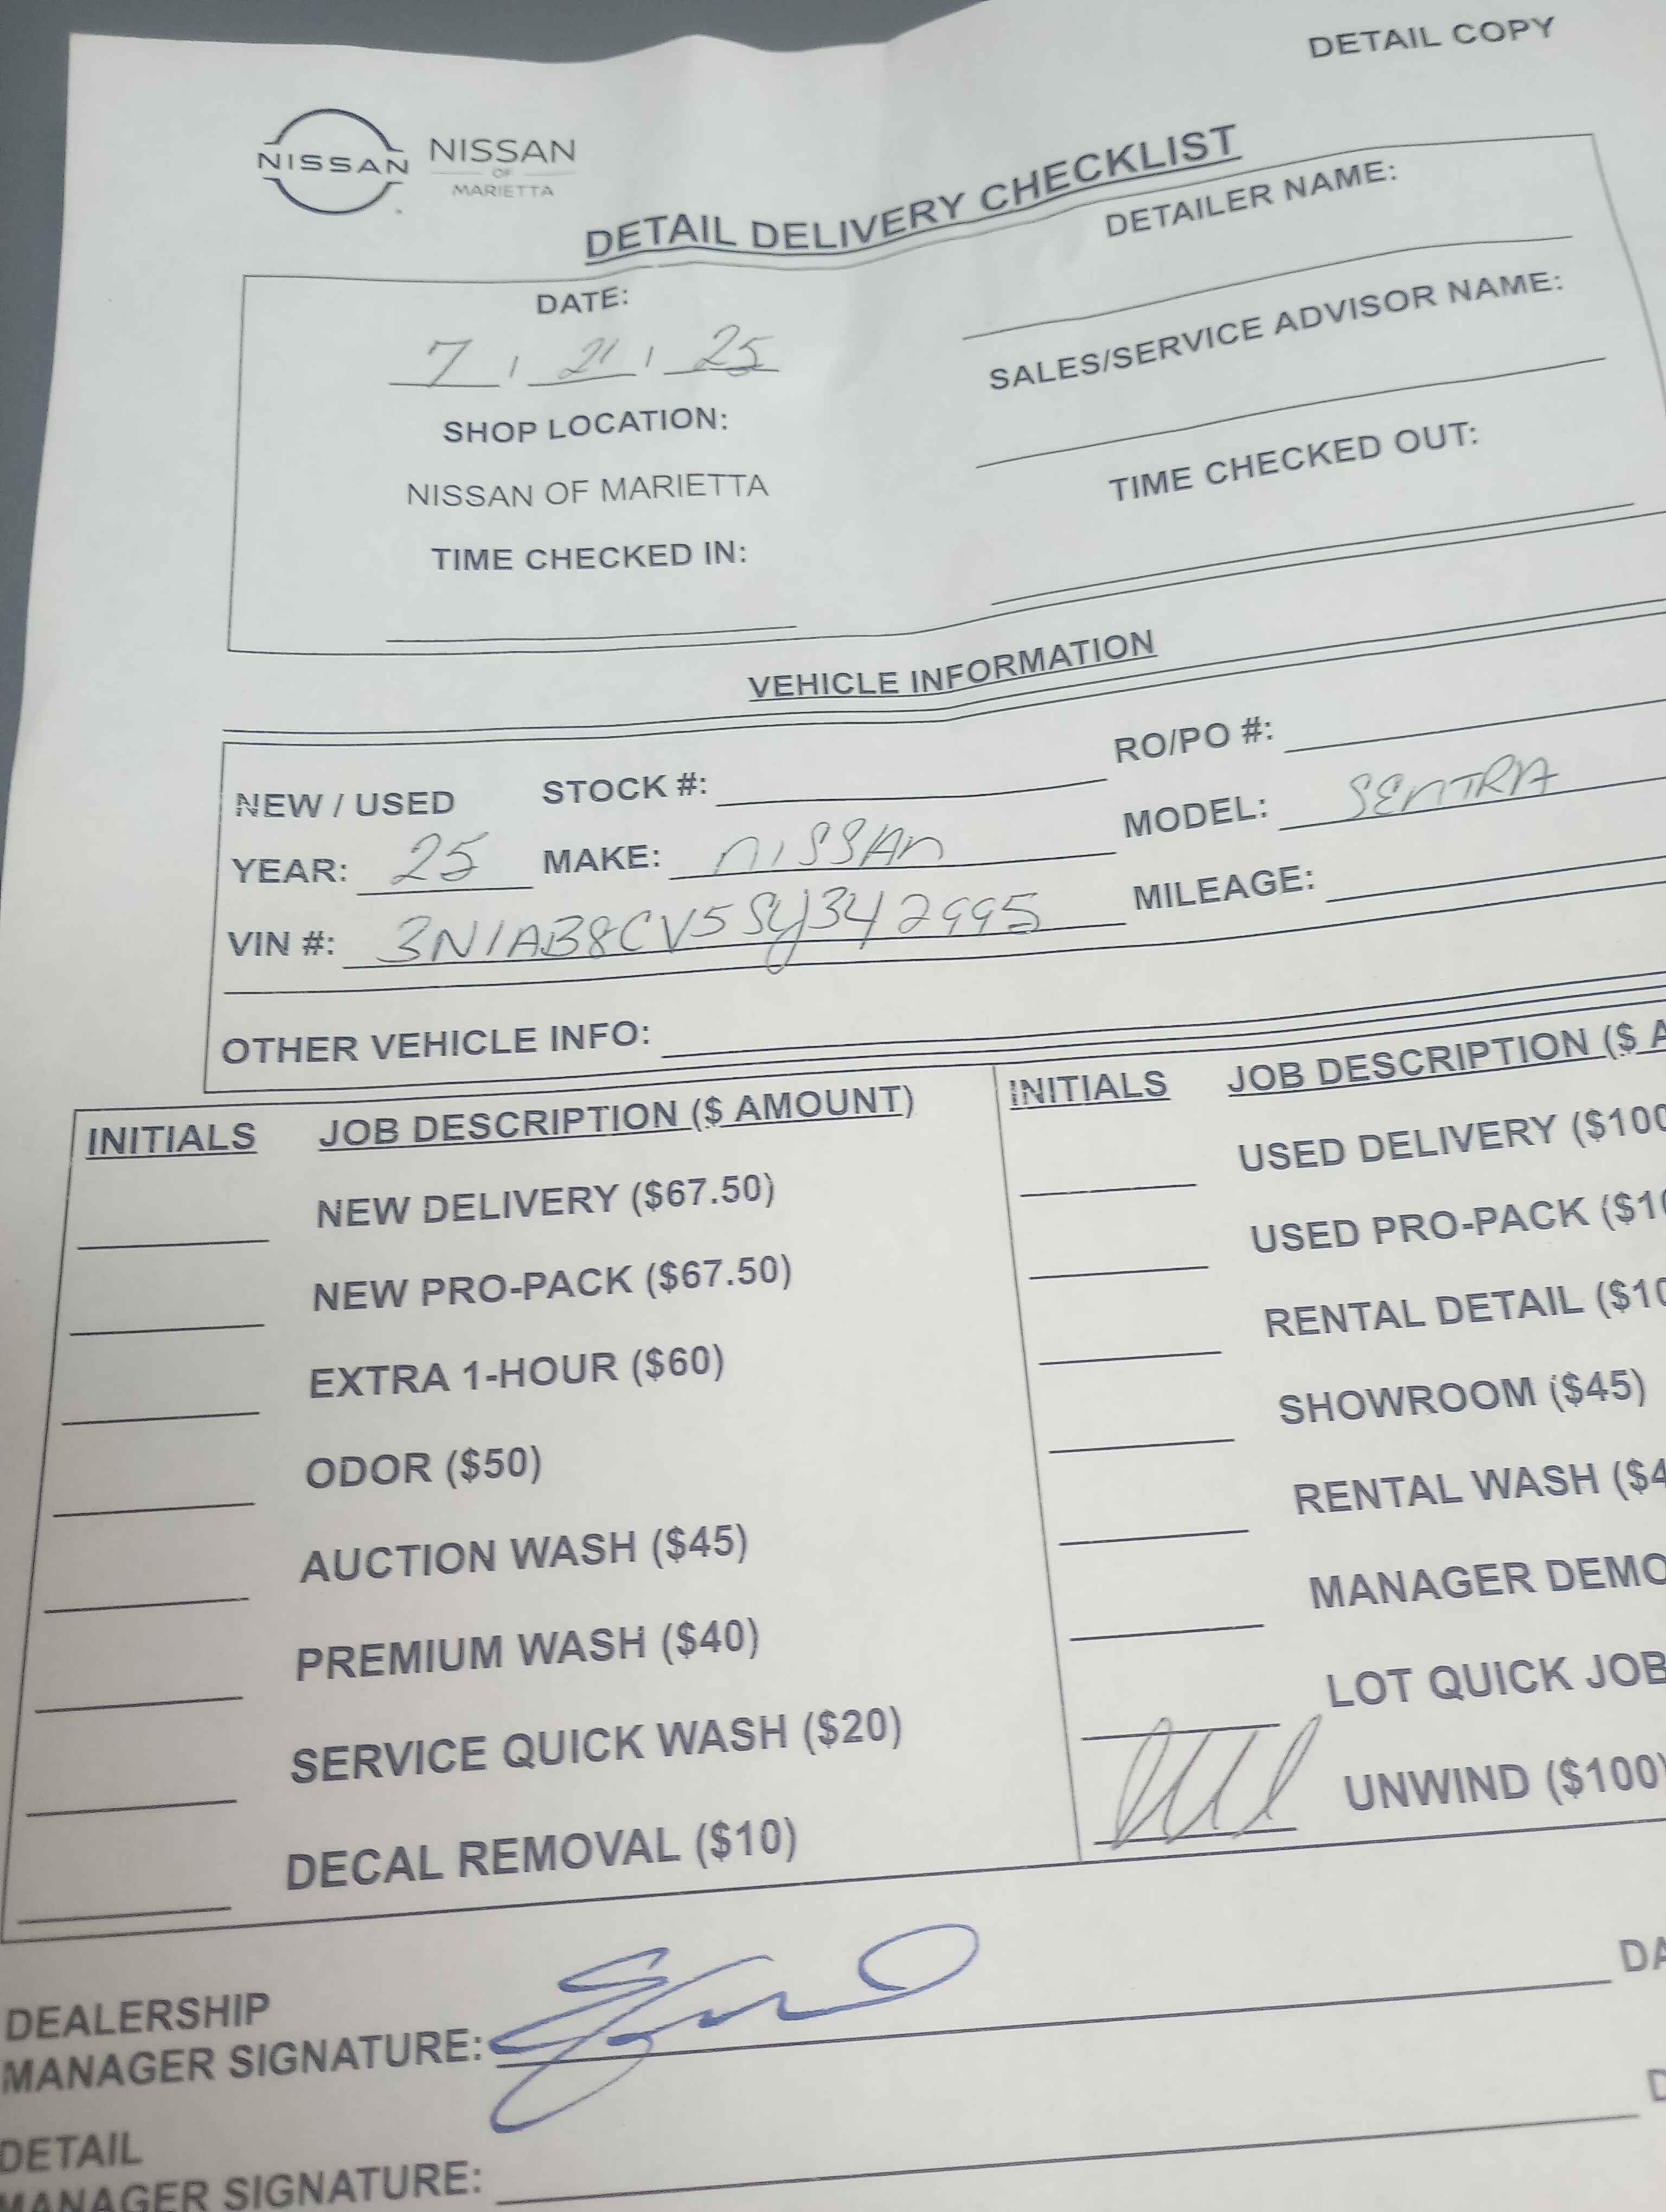 DETAIL COPY
NISSAN
NISSAN
OF
MARIETTA
DETAIL DELIVERY CHECKLIST
DATE:
7 / 21 / 25
SHOP LOCATION:
NISSAN OF MARIETTA
TIME CHECKED IN:
DETAILER NAME:
SALES/SERVICE ADVISOR NAME:
TIME CHECKED OUT:
VEHICLE INFORMATION
NEW / USED STOCK #: RO/PO #:
YEAR: 25 MAKE: NISSAN MODEL: SENTRA
VIN #: 3N1AB8CV5SY342995 MILEAGE:
OTHER VEHICLE INFO:
INITIALS JOB DESCRIPTION ($ AMOUNT)
NEW DELIVERY ($67.50)
NEW PRO-PACK ($67.50)
EXTRA 1-HOUR ($60)
ODOR ($50)
AUCTION WASH ($45)
PREMIUM WASH ($40)
SERVICE QUICK WASH ($20)
DECAL REMOVAL ($10)
INITIALS JOB DESCRIPTION ($ A
USED DELIVERY ($100
USED PRO-PACK ($10
RENTAL DETAIL ($10
SHOWROOM ($45)
RENTAL WASH ($4
MANAGER DEMO
LOT QUICK JOB
UNWIND ($100)
DEALERSHIP
MANAGER SIGNATURE: DA
DETAIL
MANAGER SIGNATURE: D